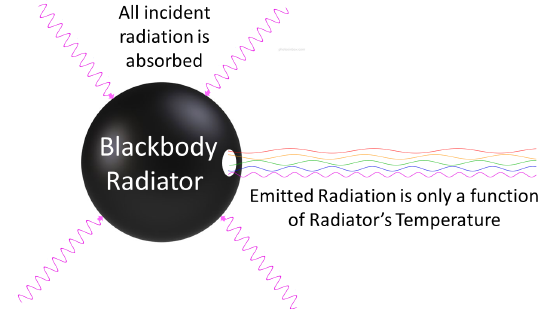 All incident
radiation is
absorbed
Blackbody
Radiator
Emitted Radiation is only a function
of Radiator's Temperature